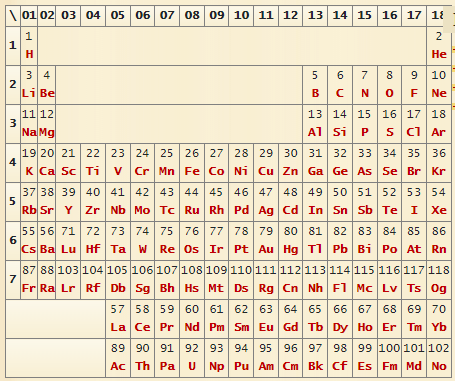 \ 01 02 03 04 05 06 07 08 09 10 11 12 13 14 15 16 17 18
1 2
1 H He
3 4 5 6 7 8 9 10
2 Li Be B C N O F Ne
11 12 13 14 15 16 17 18
3 Na Mg Al Si P S Cl Ar
19 20 21 22 23 24 25 26 27 28 29 30 31 32 33 34 35 36
4 K Ca Sc Ti V Cr Mn Fe Co Ni Cu Zn Ga Ge As Se Br Kr
37 38 39 40 41 42 43 44 45 46 47 48 49 50 51 52 53 54
5 Rb Sr Y Zr Nb Mo Tc Ru Rh Pd Ag Cd In Sn Sb Te I Xe
55 56 71 72 73 74 75 76 77 78 79 80 81 82 83 84 85 86
6 Cs Ba Lu Hf Ta W Re Os Ir Pt Au Hg Tl Pb Bi Po At Rn
87 88 103 104 105 106 107 108 109 110 111 112 113 114 115 116 117 118
7 Fr Ra Lr Rf Db Sg Bh Hs Mt Ds Rg Cn Nh Fl Mc Lv Ts Og
57 58 59 60 61 62 63 64 65 66 67 68 69 70
La Ce Pr Nd Pm Sm Eu Gd Tb Dy Ho Er Tm Yb
89 90 91 92 93 94 95 96 97 98 99 100 101 102
Ac Th Pa U Np Pu Am Cm Bk Cf Es Fm Md No